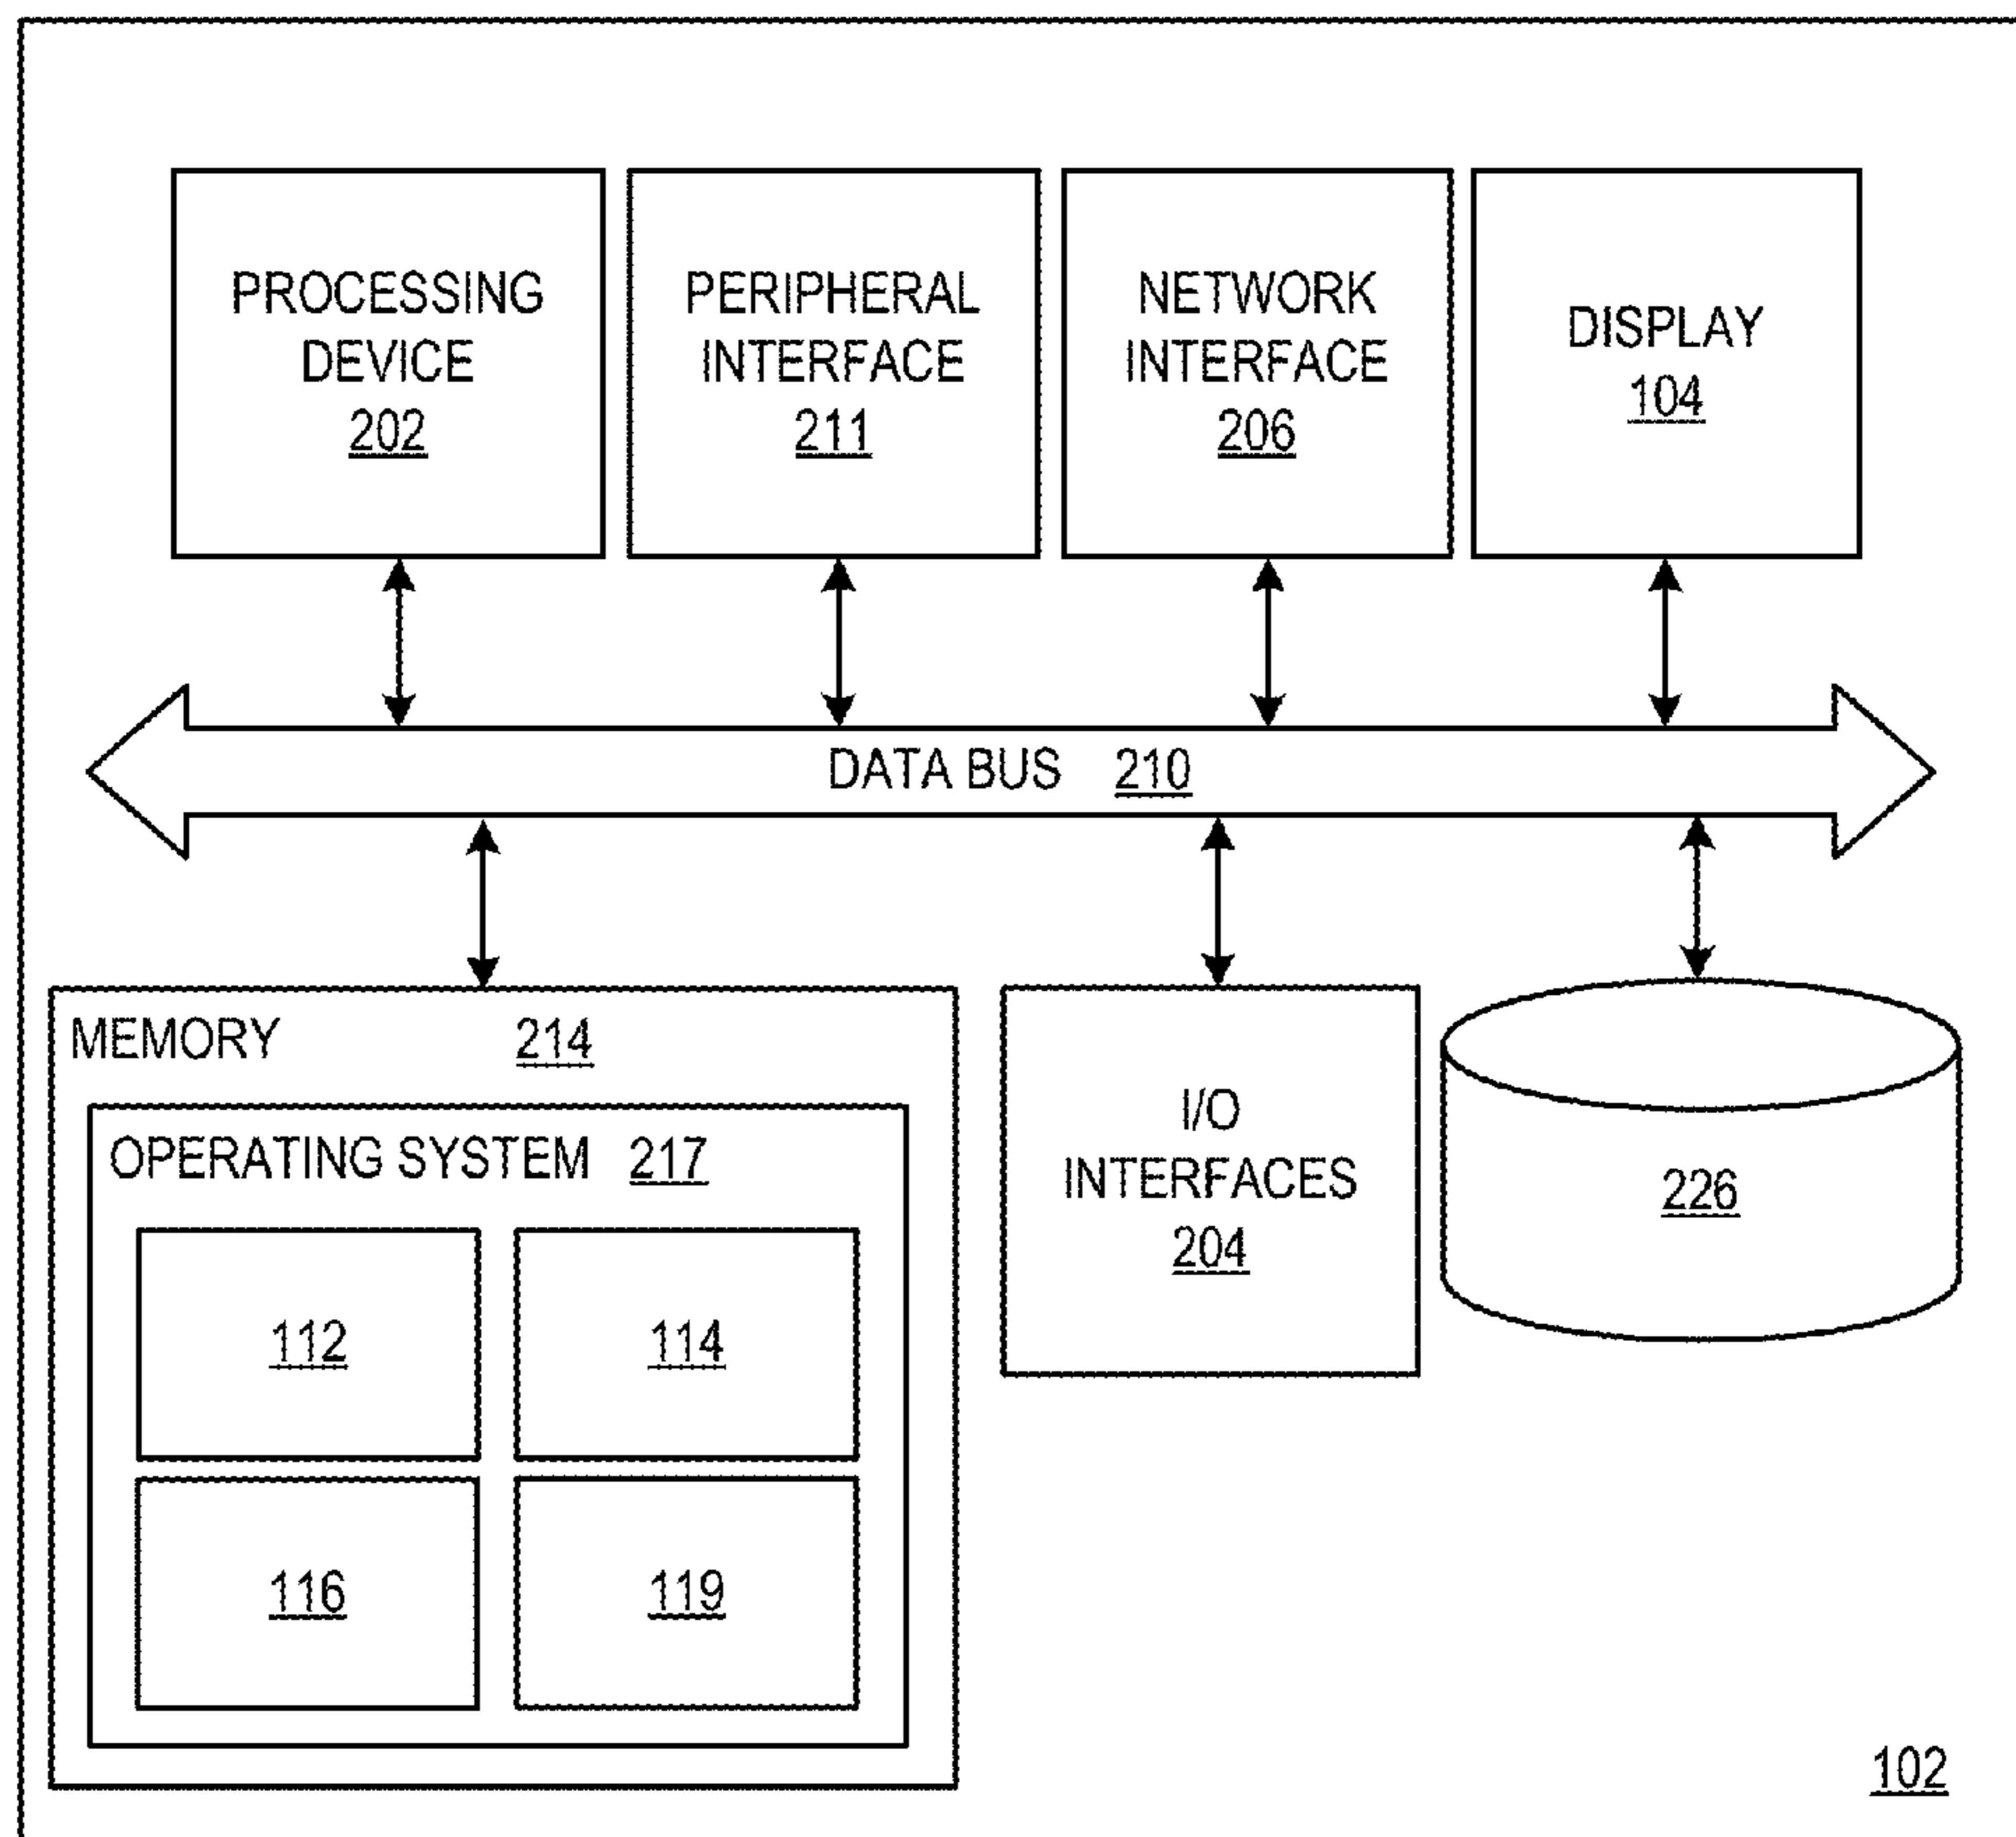 PROCESSING
DEVICE
202
PERIPHERAL
INTERFACE
211
NETWORK
INTERFACE
206
DISPLAY
104
DATA BUS 210
MEMORY 214
OPERATING SYSTEM 217
112
114
116
119
I/O
INTERFACES
204
226
102